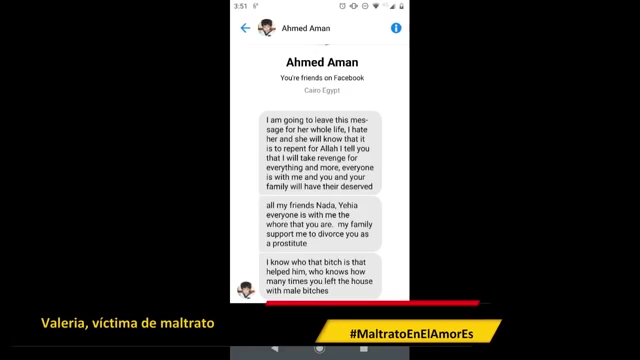 3:51 6°
Ahmed Aman
Ahmed Aman
You're friends on Facebook
Cairo Egypt
I am going to leave this mes-
sage for her whole life, I hate
her and she will know that it
is to repent for Allah I tell you
that I will take revenge for
everything and more, everyone
is with me and you and your
family will have their deserved
all my friends Nada, Yehia
everyone is with me the
whore that you are. my family
support me to divorce you as
a prostitute
I know who that bitch is that
helped him, who knows how
many times you left the house
with male bitches
Valeria, víctima de maltrato
#MaltratoEnElAmorEs